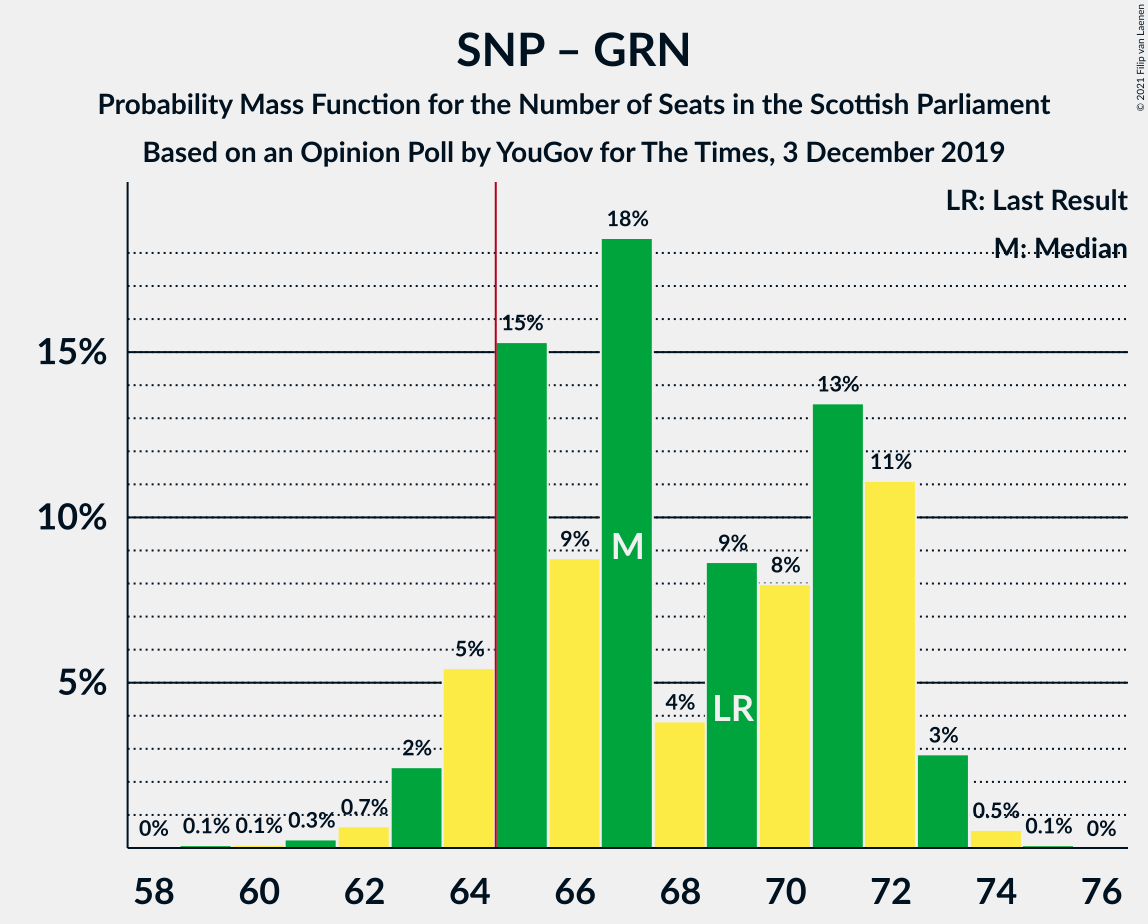 SNP – GRN
Probability Mass Function for the Number of Seats in the Scottish Parliament
Based on an Opinion Poll by YouGov for The Times, 3 December 2019
© 2021 Filip van Laenen
LR: Last Result
M: Median
15%
10%
5%
0%
0.1%
0.1%
0.3%
0.7%
2%
5%
15%
9%
18%
4%
9%
8%
13%
11%
3%
0.5%
0.1%
0%
M
LR
58 60 62 64 66 68 70 72 74 76